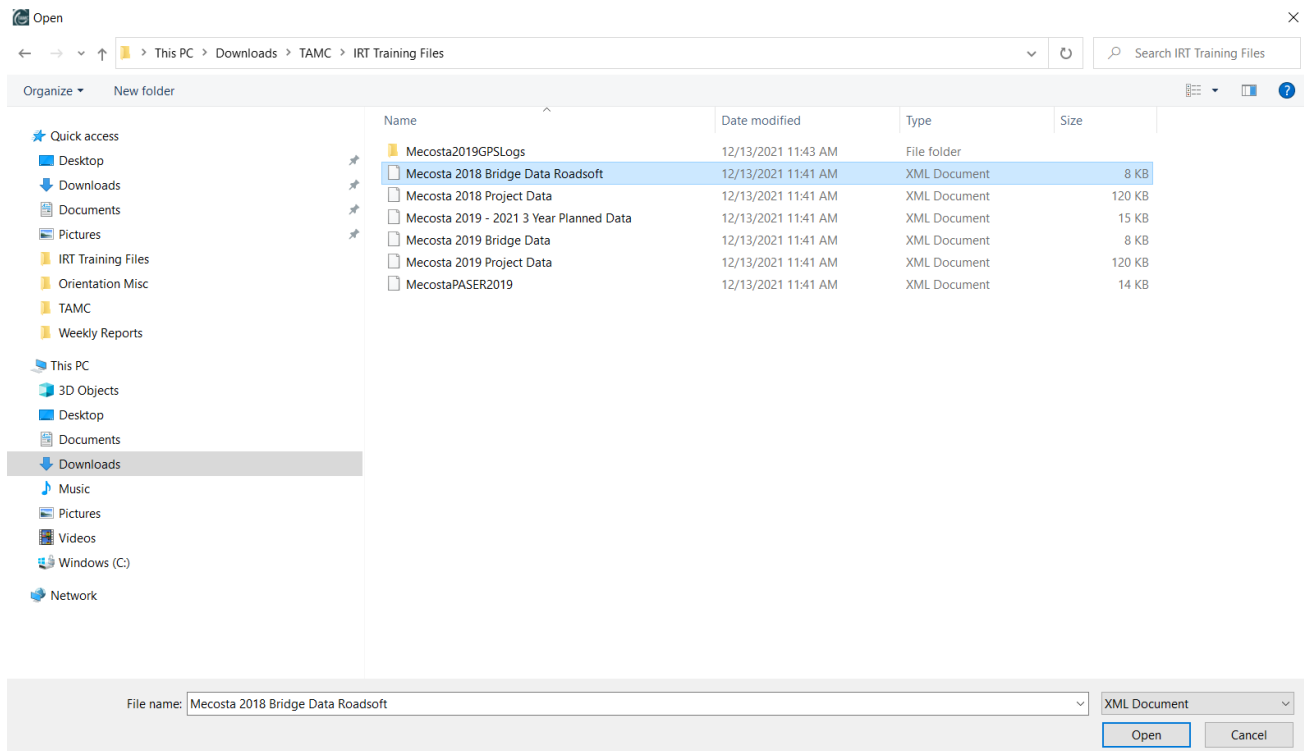 Open
This PC > Downloads > TAMC > IRT Training Files
Search IRT Training Files
Organize
New folder
Quick access
Desktop
Downloads
Documents
Pictures
IRT Training Files
Orientation Misc
TAMC
Weekly Reports
This PC
3D Objects
Desktop
Documents
Downloads
Music
Pictures
Videos
Windows (C:)
Network
Name Date modified Type Size
Mecosta2019GPSLogs 12/13/2021 11:43 AM File folder
Mecosta 2018 Bridge Data Roadsoft 12/13/2021 11:41 AM XML Document 8 KB
Mecosta 2018 Project Data 12/13/2021 11:41 AM XML Document 120 KB
Mecosta 2019 - 2021 3 Year Planned Data 12/13/2021 11:41 AM XML Document 15 KB
Mecosta 2019 Bridge Data 12/13/2021 11:41 AM XML Document 8 KB
Mecosta 2019 Project Data 12/13/2021 11:41 AM XML Document 120 KB
MecostaPASER2019 12/13/2021 11:41 AM XML Document 14 KB
File name: Mecosta 2018 Bridge Data Roadsoft
XML Document
Open
Cancel